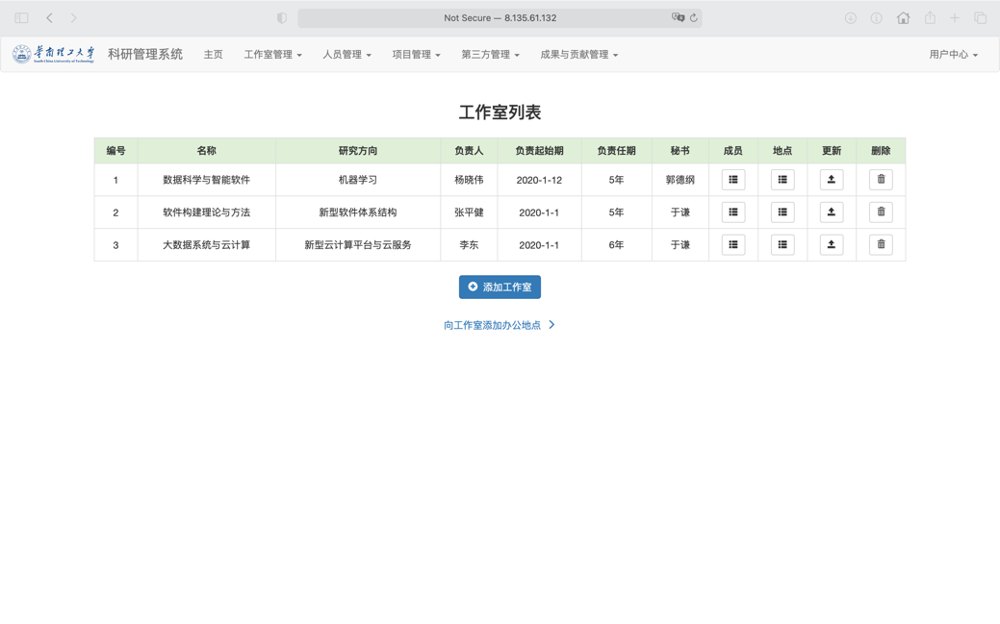 Not Secure — 8.135.61.132
华南理工大学
South China University of Technology
科研管理系统 主页 工作室管理 人员管理 项目管理 第三方管理 成果与贡献管理 用户中心
工作室列表
编号 名称 研究方向 负责人 负责起始期 负责任期 秘书 成员 地点 更新 删除
1 数据科学与智能软件 机器学习 杨晓伟 2020-1-12 5年 郭德纲
2 软件构建理论与方法 新型软件体系结构 张平健 2020-1-1 5年 于谦
3 大数据系统与云计算 新型云计算平台与云服务 李东 2020-1-1 6年 于谦
添加工作室
向工作室添加办公地点